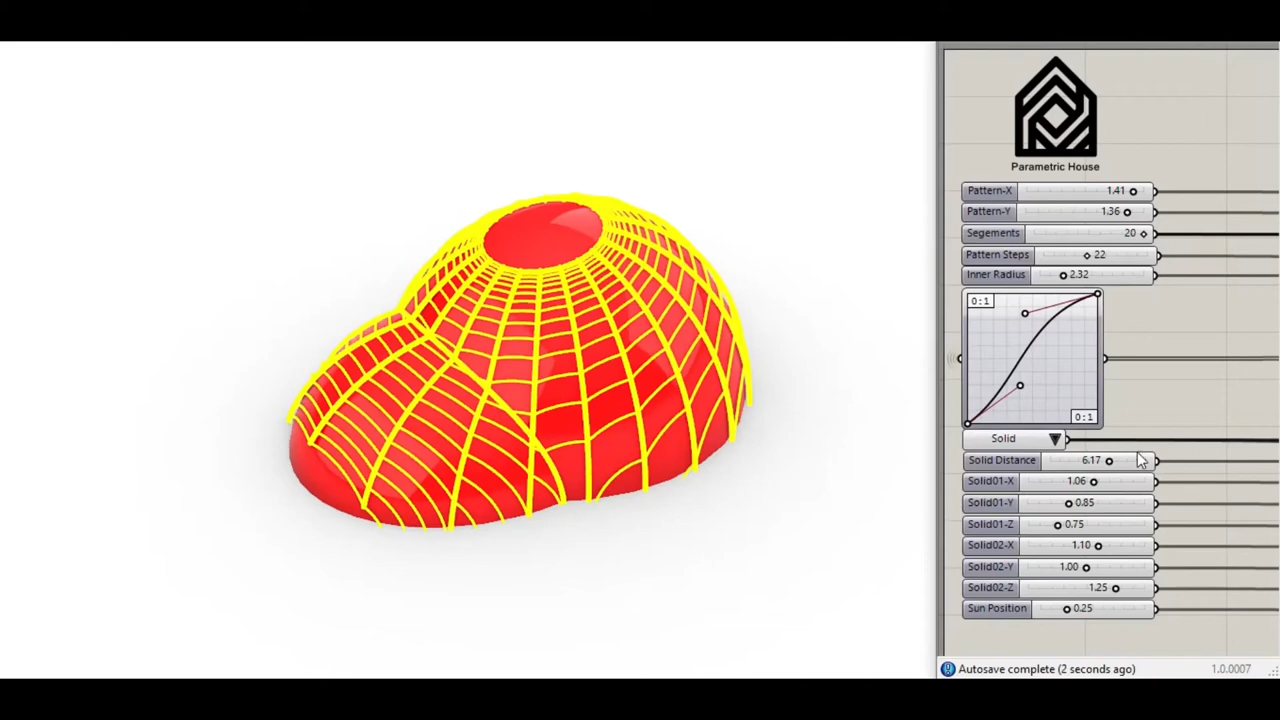 Parametric House
Pattern-X 1.41
Pattern-Y 1.36
Segements 20
Pattern Steps 22
Inner Radius 2.32
0:1
0:1
Solid
Solid Distance 6.17
Solid01-X 1.06
Solid01-Y 0.85
Solid01-Z 0.75
Solid02-X 1.10
Solid02-Y 1.00
Solid02-Z 1.25
Sun Position 0.25
Autosave complete (2 seconds ago) 1.0.0007